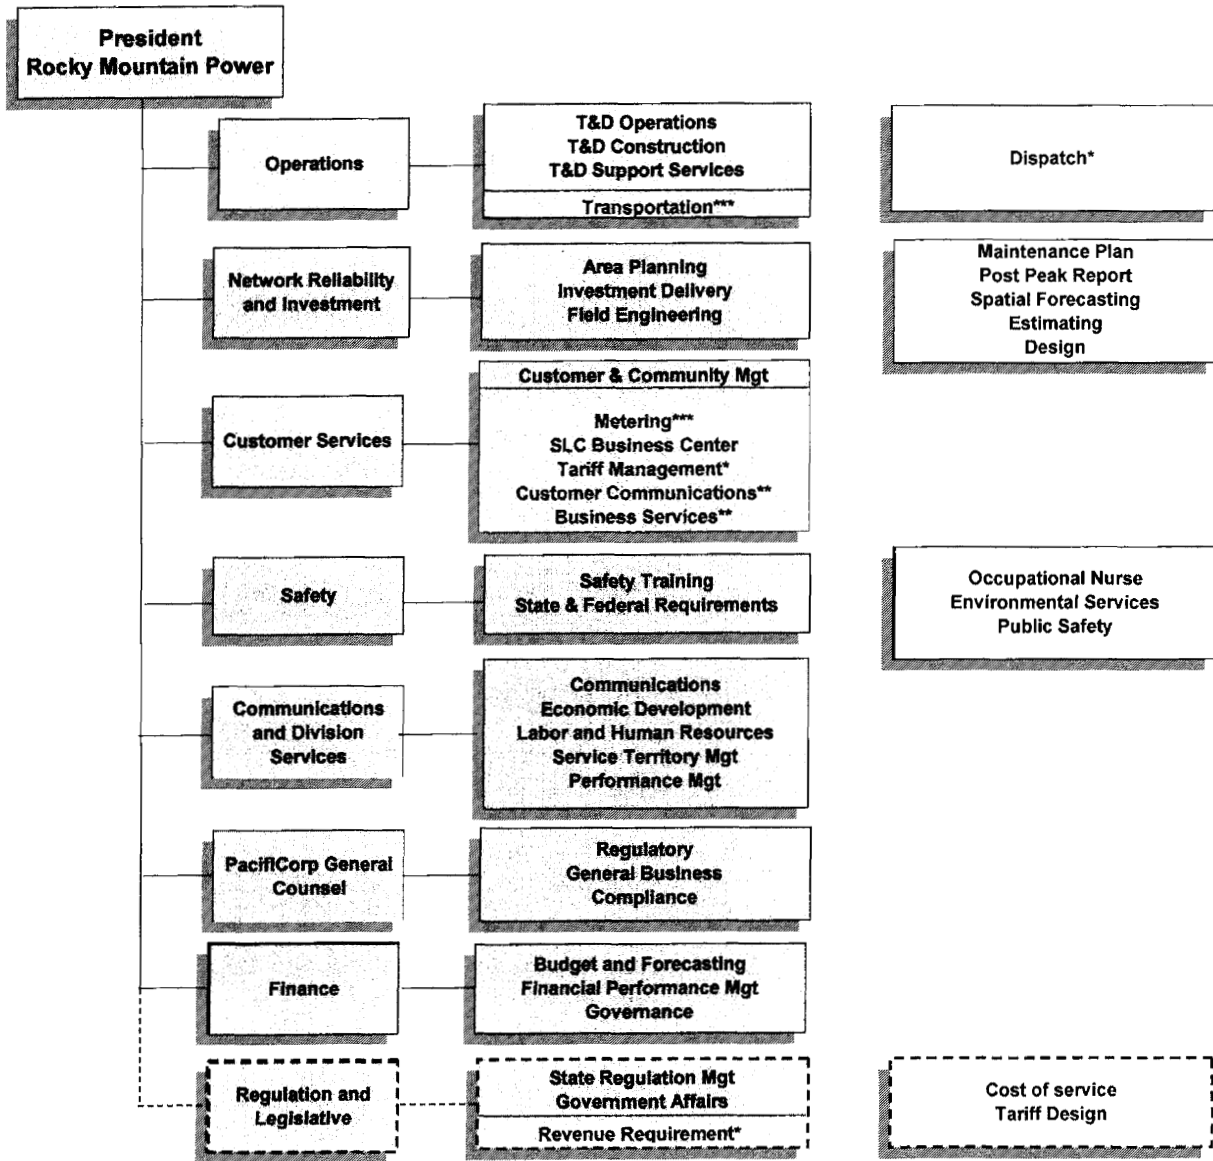 President
Rocky Mountain Power
Operations
T&D Operations
T&D Construction
T&D Support Services
Transportation***
Dispatch*
Network Reliability
and Investment
Area Planning
Investment Delivery
Field Engineering
Maintenance Plan
Post Peak Report
Spatial Forecasting
Estimating
Design
Customer Services
Customer & Community Mgt
Metering***
SLC Business Center
Tariff Management*
Customer Communications**
Business Services**
Safety
Safety Training
State & Federal Requirements
Occupational Nurse
Environmental Services
Public Safety
Communications
and Division
Services
Communications
Economic Development
Labor and Human Resources
Service Territory Mgt
Performance Mgt
PacifiCorp General
Counsel
Regulatory
General Business
Compliance
Finance
Budget and Forecasting
Financial Performance Mgt
Governance
Regulation and
Legislative
State Regulation Mgt
Government Affairs
Revenue Requirement*
Cost of service
Tariff Design